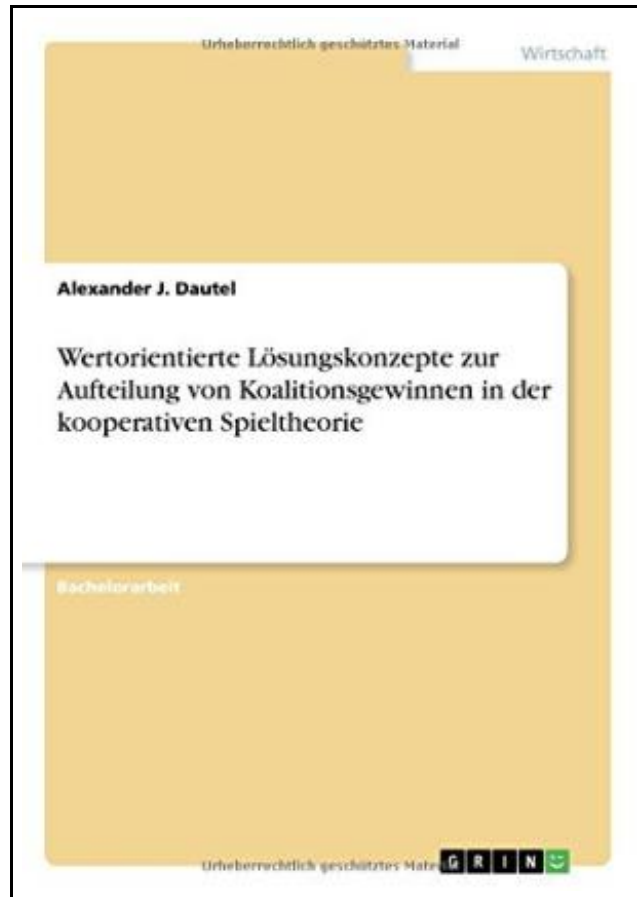 Urheberrechtlich geschütztes Material
Wirtschaft
Alexander J. Dautel
Wertorientierte Lösungskonzepte zur
Aufteilung von Koalitionsgewinnen in der
kooperativen Spieltheorie
Bachelorarbeit
Urheberrechtlich geschütztes Mate
GRIN